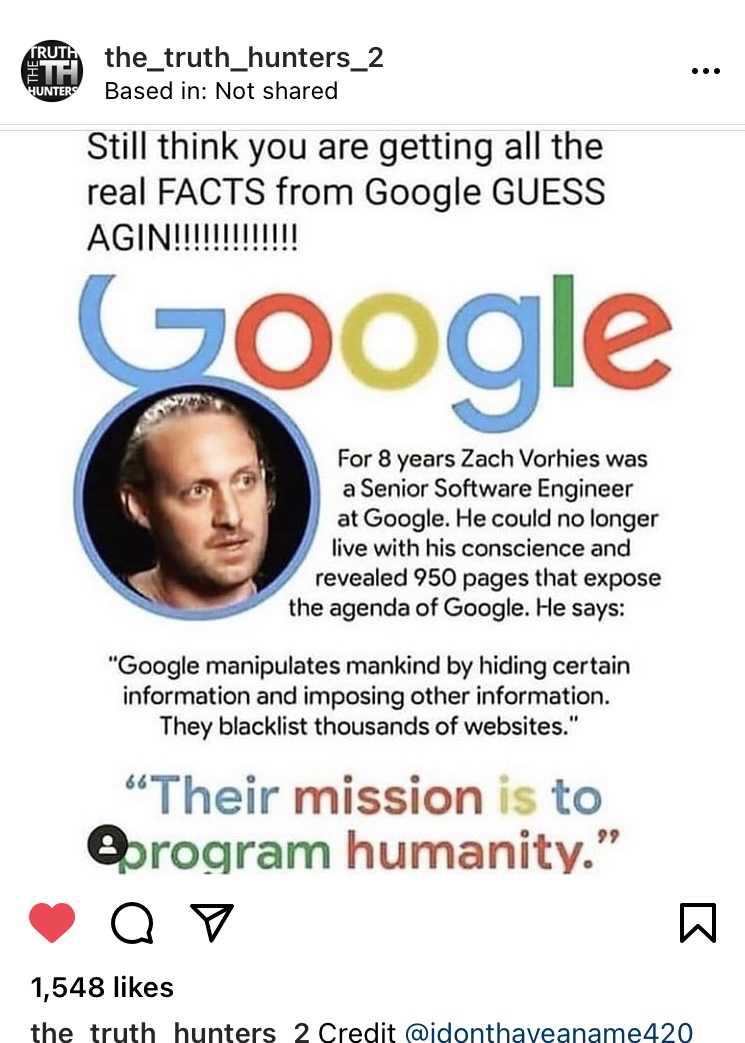 TRUTH
THE
TH
HUNTERS
the_truth_hunters_2
Based in: Not shared
Still think you are getting all the
real FACTS from Google GUESS
AGIN!!!!!!!!!!!!!!
Google
For 8 years Zach Vorhies was
a Senior Software Engineer
at Google. He could no longer
live with his conscience and
revealed 950 pages that expose
the agenda of Google. He says:
"Google manipulates mankind by hiding certain
information and imposing other information.
They blacklist thousands of websites."
“Their mission is to
program humanity.”
1,548 likes
the_truth_hunters_2 Credit @idonthaveaname420